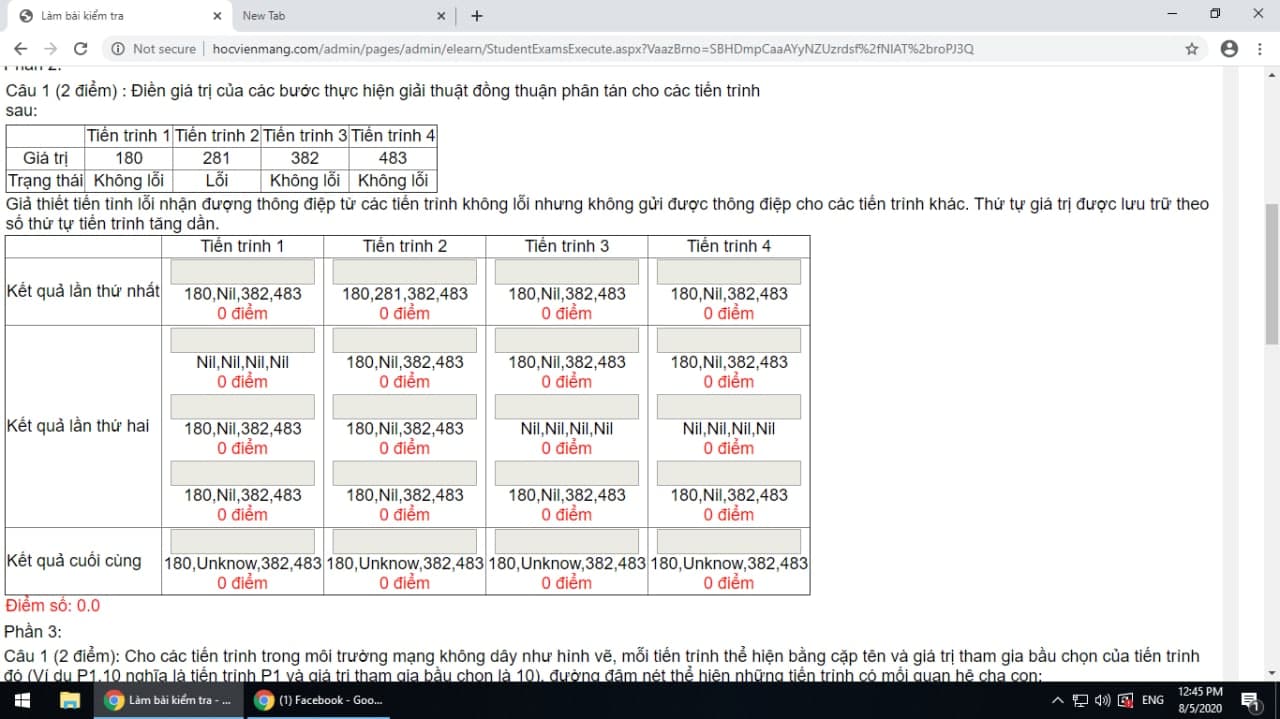 Làm bài kiểm tra
New Tab
Not secure
hocvienmang.com/admin/pages/admin/elearn/StudentExamsExecute.aspx?VaazBrno=SBHDmpCaaAYyNZUzrdsf%2fNIAT%2broPJ3Q
Phần 2:
Câu 1 (2 điểm) : Điền giá trị của các bước thực hiện giải thuật đồng thuận phân tán cho các tiến trình
sau:
Tiến trình 1 Tiến trình 2 Tiến trình 3 Tiến trình 4
Giá trị 180 281 382 483
Trạng thái Không lỗi Lỗi Không lỗi Không lỗi
Giả thiết tiến tinh lỗi nhận đượng thông điệp từ các tiến trình không lỗi nhưng không gửi được thông điệp cho các tiến trình khác. Thứ tự giá trị được lưu trữ theo
số thứ tự tiến trình tăng dần.
Tiến trinh 1 Tiến trinh 2 Tiến trinh 3 Tiến trinh 4
Kết quả lần thứ nhất
180,Nil,382,483 180,281,382,483 180,Nil,382,483 180,Nil,382,483
0 điểm 0 điểm 0 điểm 0 điểm
Kết quả lần thứ hai
Nil,Nil,Nil,Nil 180,Nil,382,483 180,Nil,382,483 180,Nil,382,483
0 điểm 0 điểm 0 điểm 0 điểm
180,Nil,382,483 180,Nil,382,483 Nil,Nil,Nil,Nil Nil,Nil,Nil,Nil
0 điểm 0 điểm 0 điểm 0 điểm
180,Nil,382,483 180,Nil,382,483 180,Nil,382,483 180,Nil,382,483
0 điểm 0 điểm 0 điểm 0 điểm
Kết quả cuối cùng
180,Unknow,382,483 180,Unknow,382,483 180,Unknow,382,483 180,Unknow,382,483
0 điểm 0 điểm 0 điểm 0 điểm
Điểm số: 0.0
Phần 3:
Câu 1 (2 điểm): Cho các tiến trình trong môi trường mạng không dây như hình vẽ, mỗi tiến trình thể hiện bằng cặp tên và giá trị tham gia bầu chọn của tiến trình
đó (Ví dụ P1,10 nghĩa là tiến trình P1 và giá trị tham gia bầu chọn là 10), đường đậm nét thể hiện những tiến trình có mối quan hệ cha con:
Làm bài kiểm tra - ...
(1) Facebook - Goo...
ENG
12:45 PM
8/5/2020
1